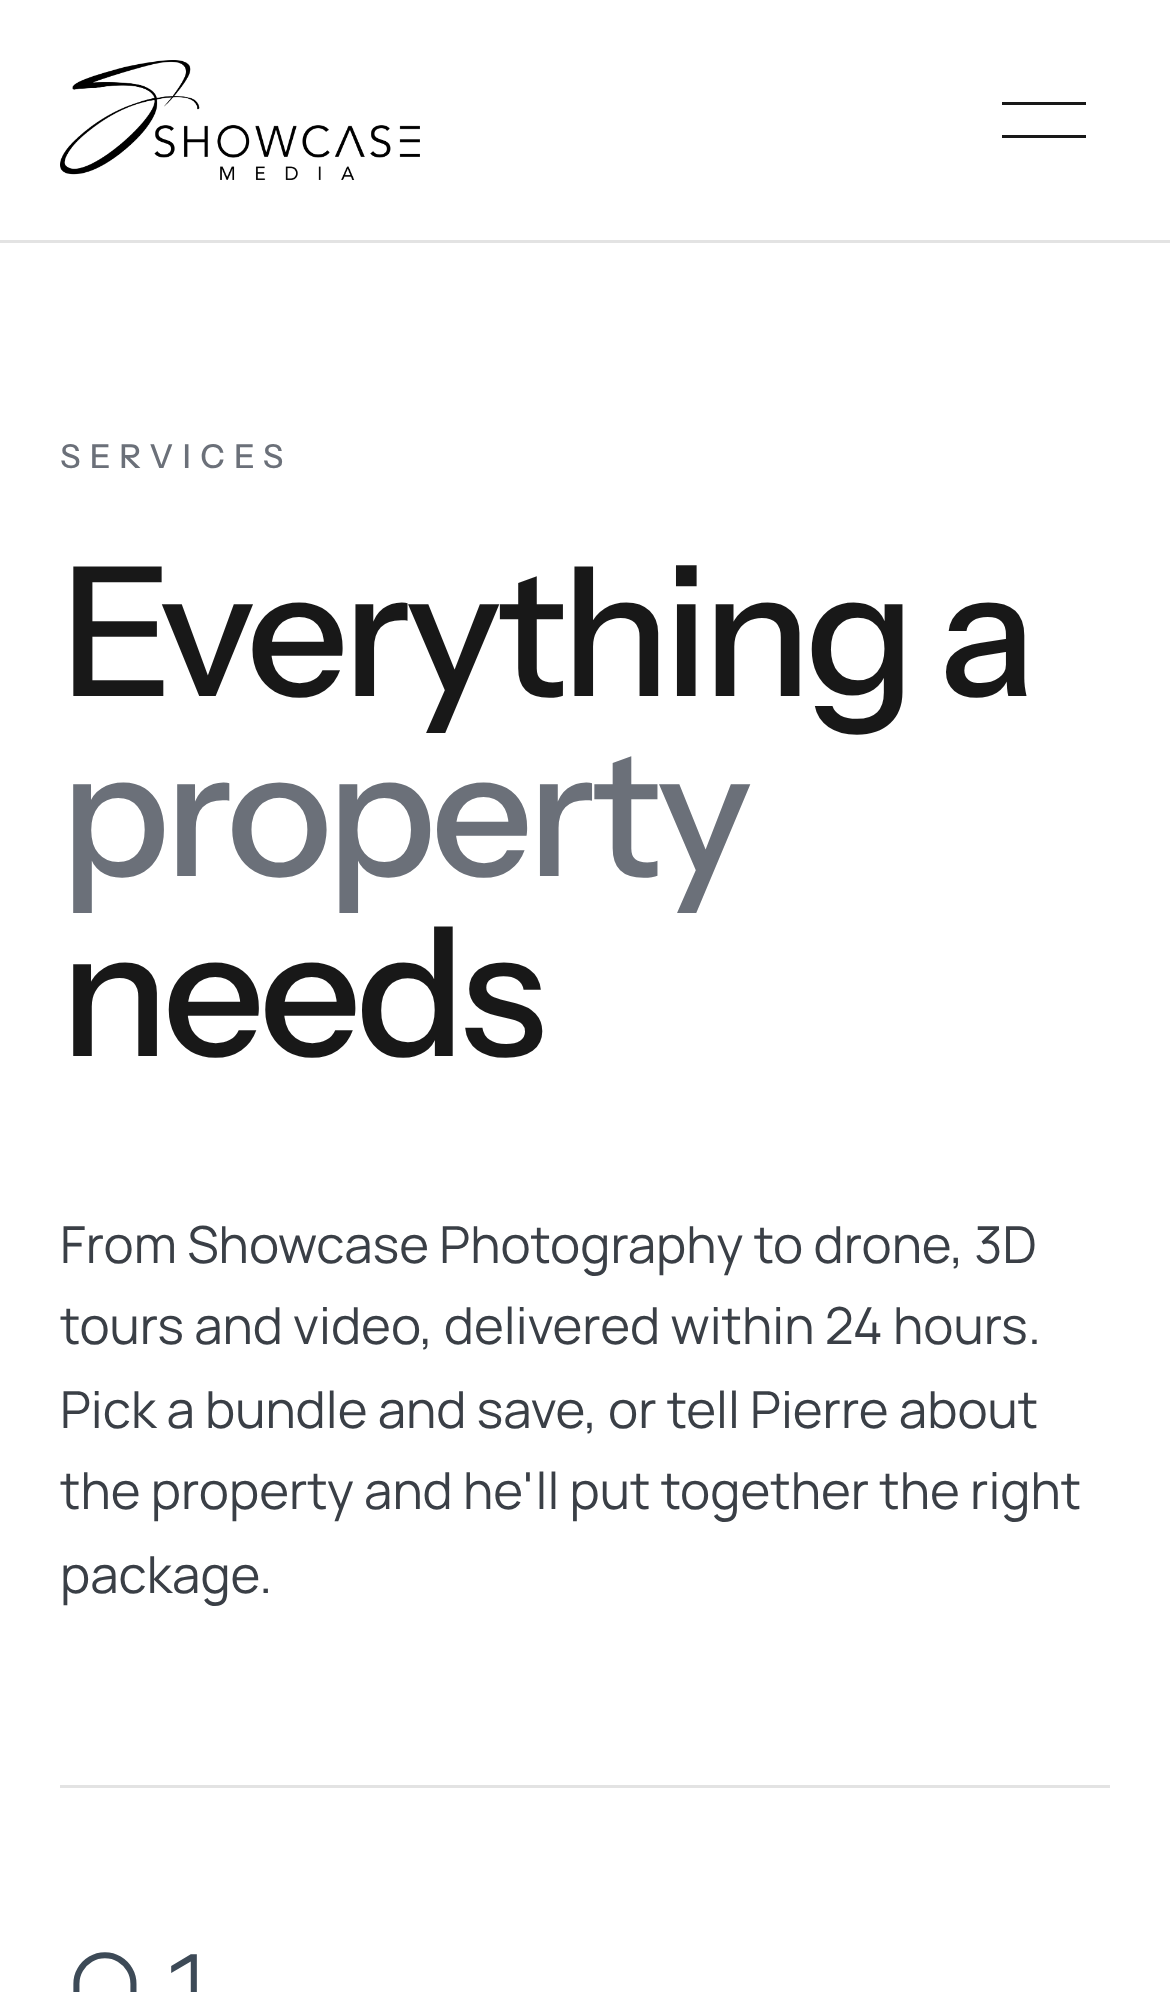 SHOWCASE
MEDIA
SERVICES
Everything a
property
needs
From Showcase Photography to drone, 3D
tours and video, delivered within 24 hours.
Pick a bundle and save, or tell Pierre about
the property and he'll put together the right
package.
01